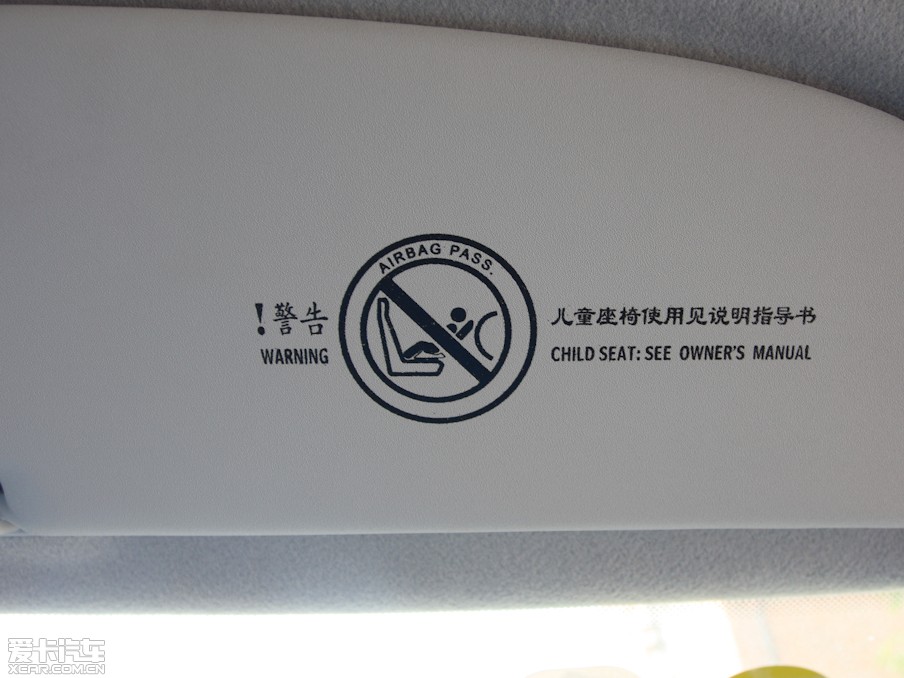 AIRBAG PASS.
！警告
WARNING
儿童座椅使用见说明指导书
CHILD SEAT: SEE OWNER'S MANUAL
爱卡汽车
XCAR.COM.CN